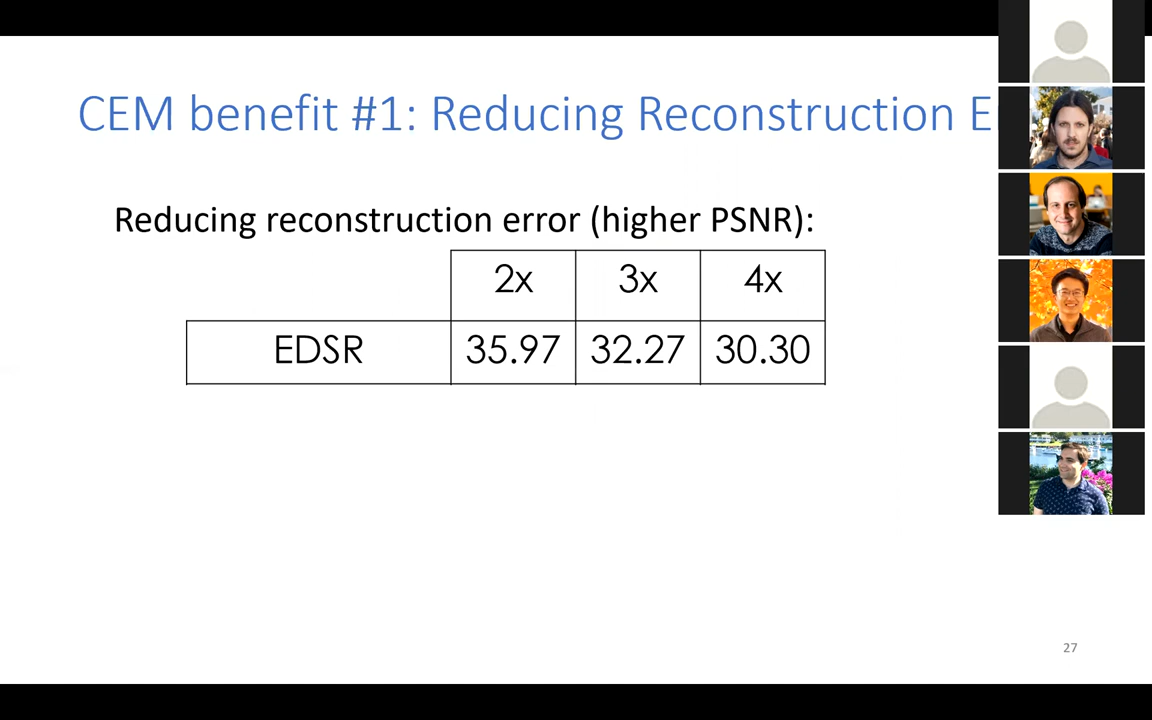 CEM benefit #1: Reducing Reconstruction
Reducing reconstruction error (higher PSNR):
2x 3x 4x
EDSR 35.97 32.27 30.30
27